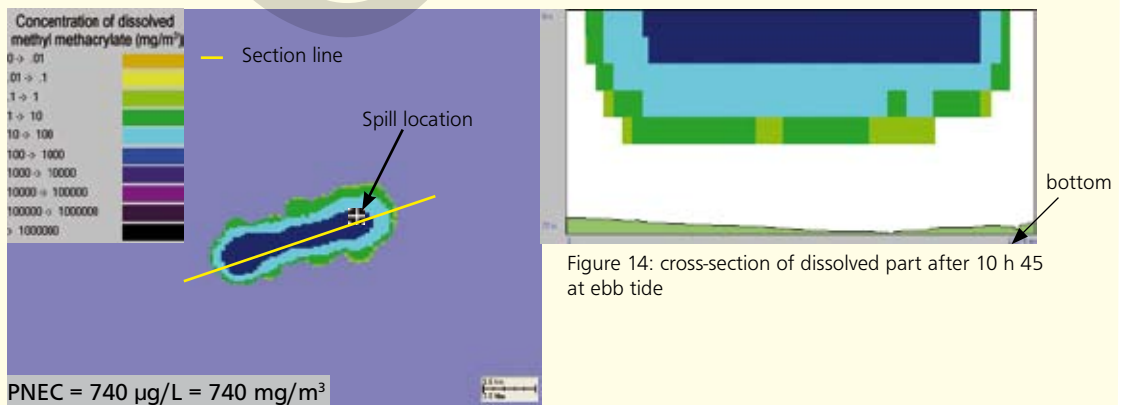 Concentration of dissolved
methyl methacrylate (mg/m³)
0 -> .01
.01 -> .1
.1 -> 1
1 -> 10
10 -> 100
100 -> 1000
1000 -> 10000
10000 -> 100000
100000 -> 1000000
> 1000000
Section line
Spill location
PNEC = 740 µg/L = 740 mg/m³
bottom
Figure 14: cross-section of dissolved part after 10 h 45
at ebb tide